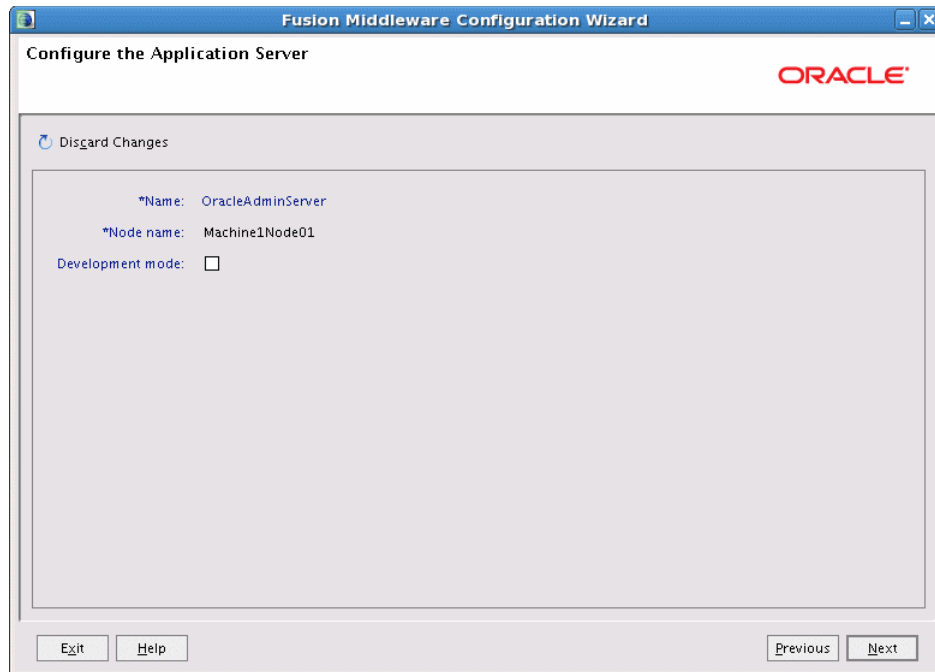 Fusion Middleware Configuration Wizard
Configure the Application Server
ORACLE
Discard Changes
*Name: OracleAdminServer
*Node name: Machine1Node01
Development mode:
Exit Help Previous Next